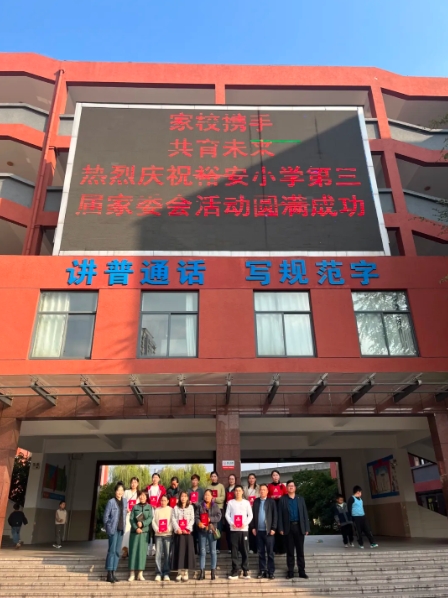 家校携手
共育未来
热烈庆祝裕安小学第三
届家委会活动圆满成功
讲普通话 写规范字